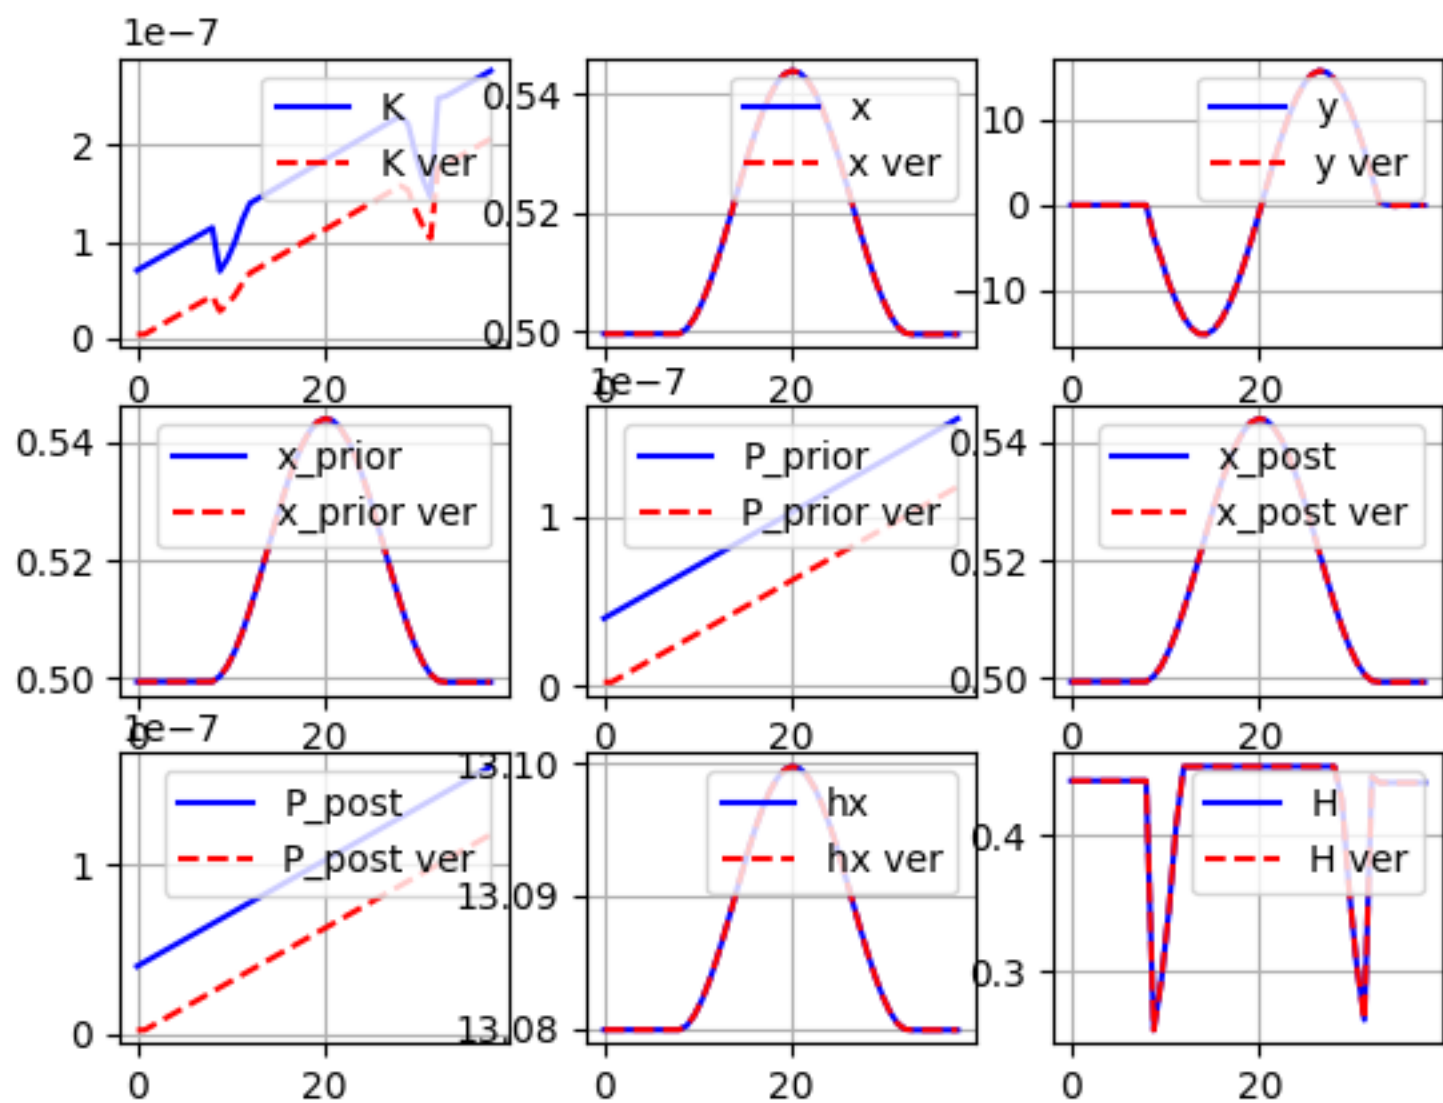 1e−7
K
K ver
2
1
0
0
20
x
x ver
0.54
0.52
0.50
0
20
y
y ver
10
0
−10
0
20
x_prior
x_prior ver
0.54
0.52
0.50
0
20
1e−7
P_prior
P_prior ver
1
0
0
20
x_post
x_post ver
0.54
0.52
0.50
0
20
1e−7
P_post
P_post ver
1
0
0
20
hx
hx ver
13.10
13.09
13.08
0
20
H
H ver
0.4
0.3
0
20